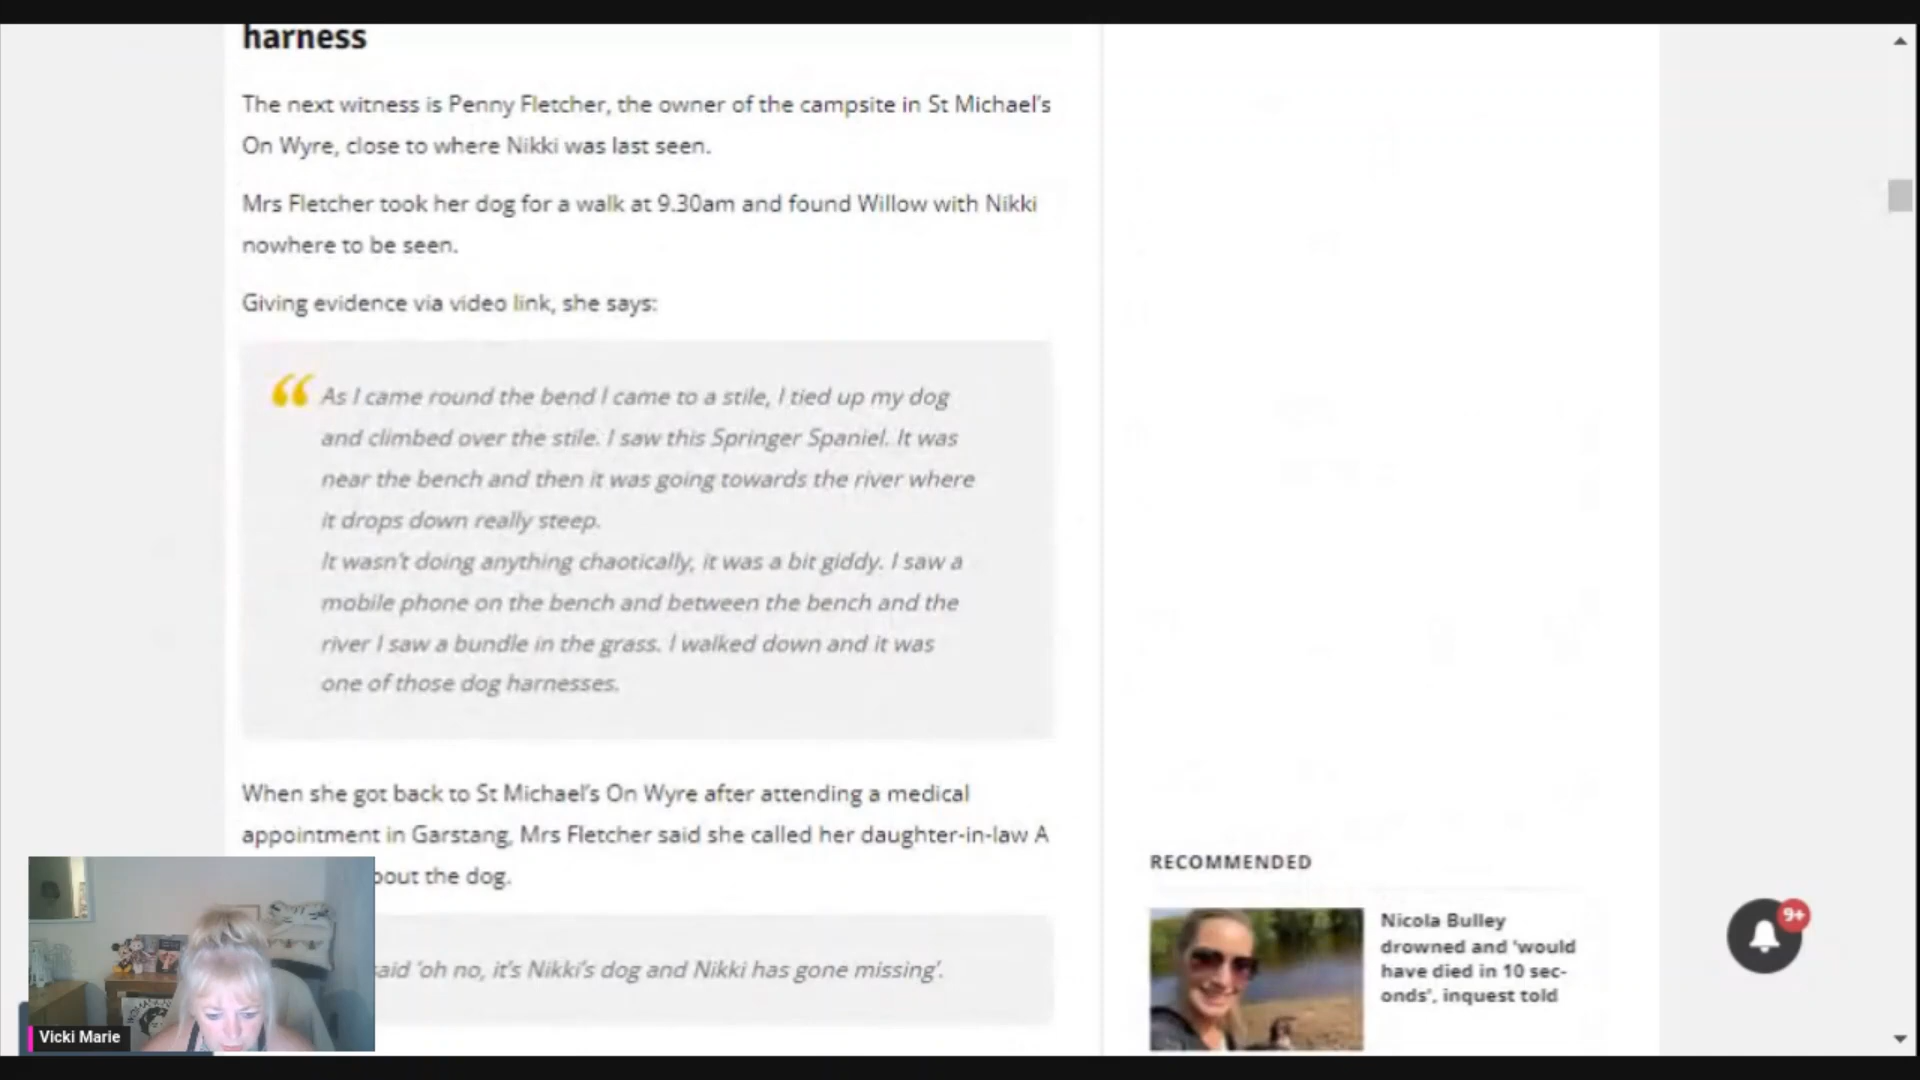 harness
The next witness is Penny Fletcher, the owner of the campsite in St Michael's
On Wyre, close to where Nikki was last seen.
Mrs Fletcher took her dog for a walk at 9.30am and found Willow with Nikki
nowhere to be seen.
Giving evidence via video link, she says:
“ As I came round the bend I came to a stile, I tied up my dog
and climbed over the stile. I saw this Springer Spaniel. It was
near the bench and then it was going towards the river where
it drops down really steep.
It wasn't doing anything chaotically, it was a bit giddy. I saw a
mobile phone on the bench and between the bench and the
river I saw a bundle in the grass. I walked down and it was
one of those dog harnesses.
When she got back to St Michael's On Wyre after attending a medical
appointment in Garstang, Mrs Fletcher said she called her daughter-in-law A
bout the dog.
said 'oh no, it's Nikki's dog and Nikki has gone missing'.
Vicki Marie
RECOMMENDED
Nicola Bulley
drowned and 'would
have died in 10 sec-
onds', inquest told
9+